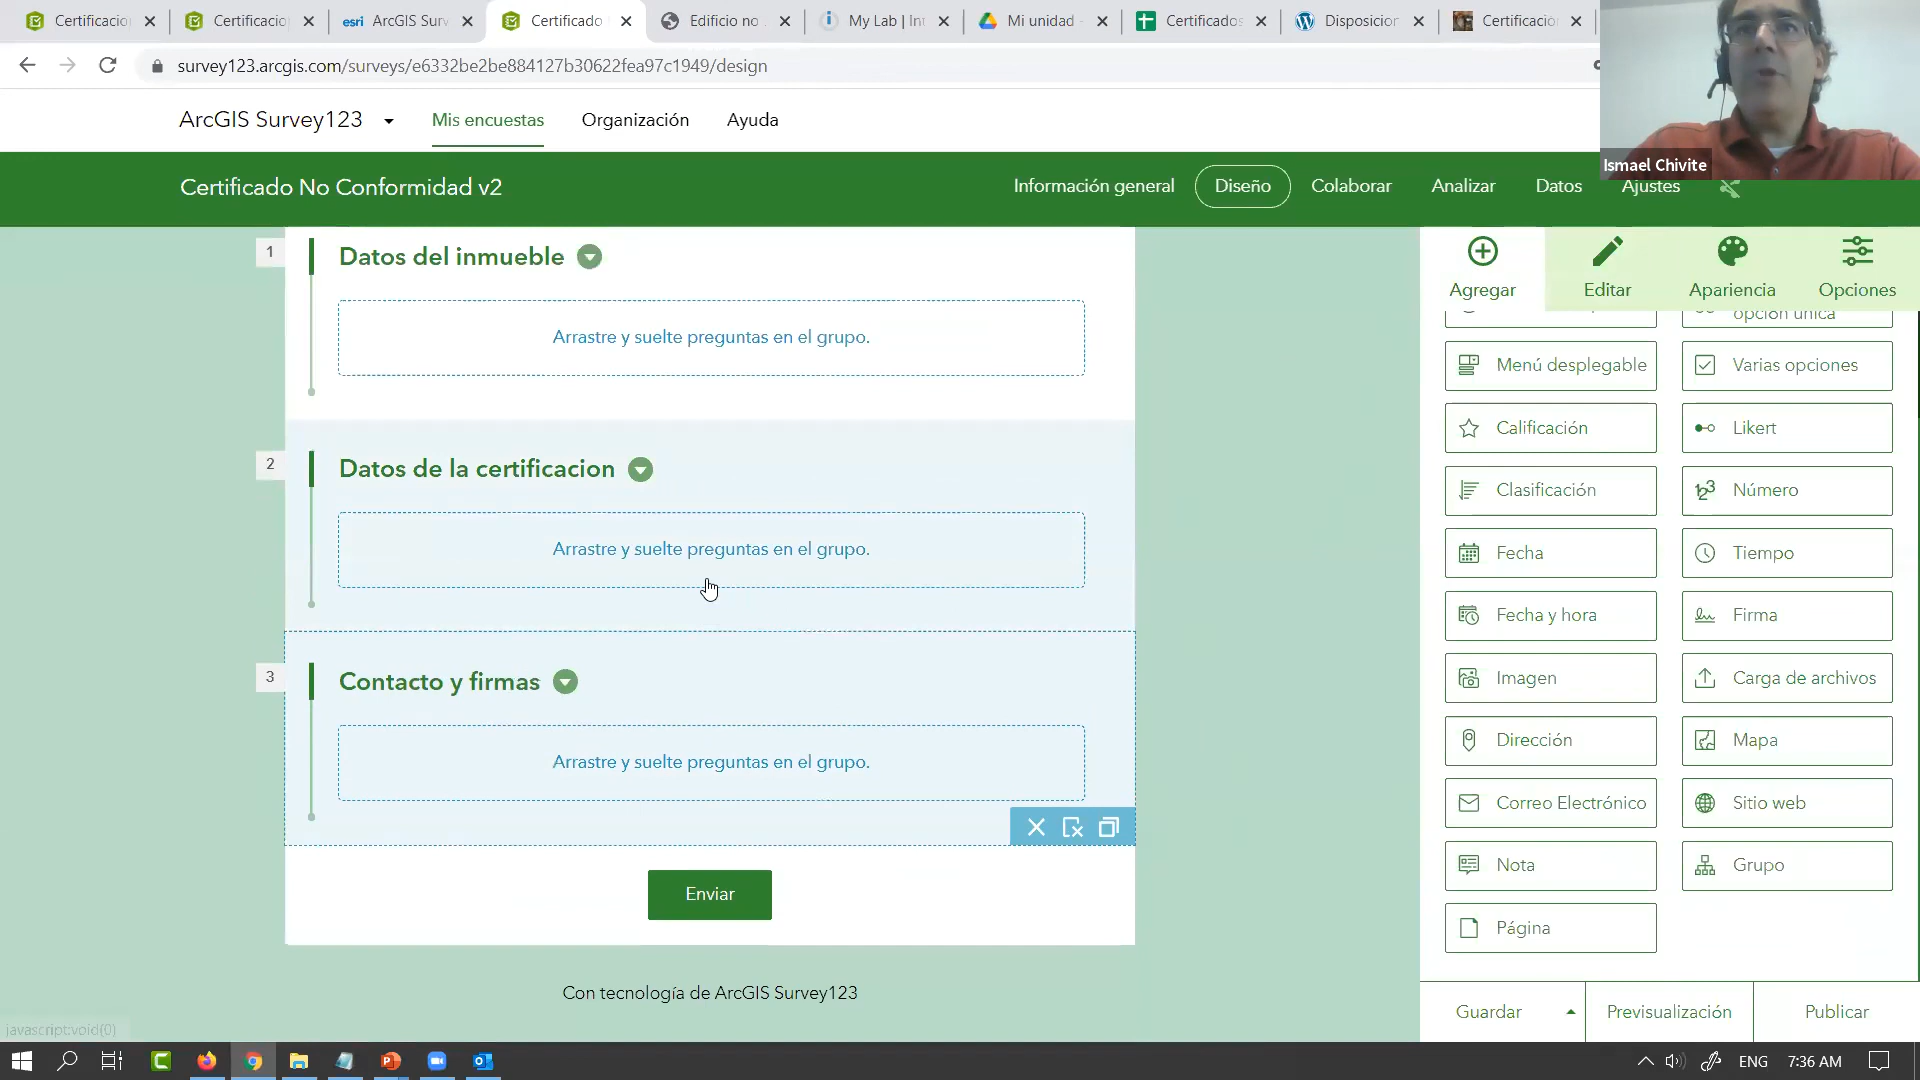 Certificacio
Certificacio
esri ArcGIS Surv
Certificado
Edificio no
My Lab | In
Mi unidad -
Certificados
Disposicion
Certificacio
survey123.arcgis.com/surveys/e6332be2be884127b30622fea97c1949/design
ArcGIS Survey123
Mis encuestas
Organización
Ayuda
Ismael Chivite
Certificado No Conformidad v2
Información general
Diseño
Colaborar
Analizar
Datos
Ajustes
1
Datos del inmueble
Arrastre y suelte preguntas en el grupo.
2
Datos de la certificacion
Arrastre y suelte preguntas en el grupo.
3
Contacto y firmas
Arrastre y suelte preguntas en el grupo.
Enviar
Con tecnología de ArcGIS Survey123
Agregar
Editar
Apariencia
Opciones
opción única
Menú desplegable
Varias opciones
Calificación
Likert
Clasificación
Número
Fecha
Tiempo
Fecha y hora
Firma
Imagen
Carga de archivos
Dirección
Mapa
Correo Electrónico
Sitio web
Nota
Grupo
Página
Guardar
Previsualización
Publicar
javascript:void(0)
ENG
7:36 AM